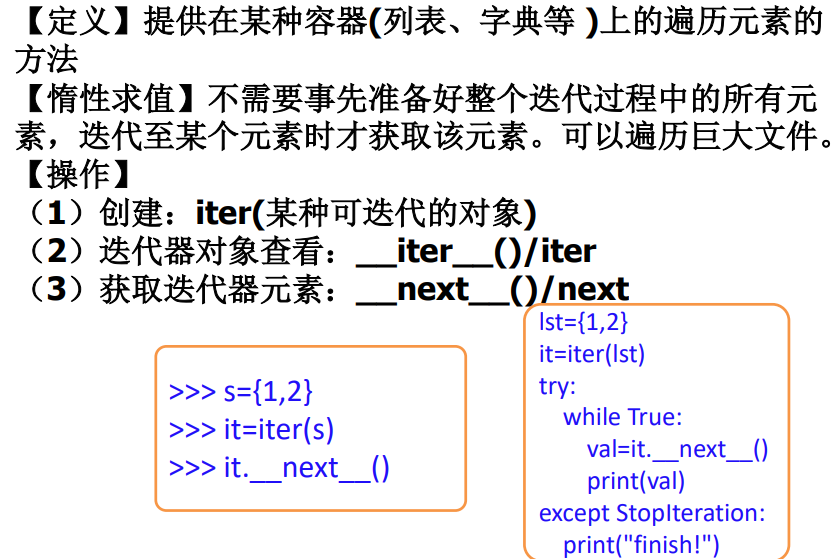 【定义】提供在某种容器(列表、字典等 )上的遍历元素的
方法
【惰性求值】不需要事先准备好整个迭代过程中的所有元
素，迭代至某个元素时才获取该元素。可以遍历巨大文件。
【操作】
（1）创建：iter(某种可迭代的对象)
（2）迭代器对象查看：__iter__()/iter
（3）获取迭代器元素：__next__()/next
>>> s={1,2}
>>> it=iter(s)
>>> it.__next__()
lst={1,2}
it=iter(lst)
try:
    while True:
        val=it.__next__()
        print(val)
except StopIteration:
    print("finish!")